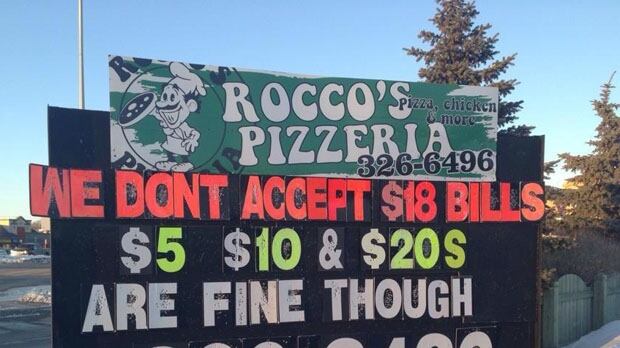 ROCCO'S
Pizza, chicken
& more
PIZZERIA
326-6496
WE DONT ACCEPT $18 BILLS
$5 $10 & $20S
ARE FINE THOUGH